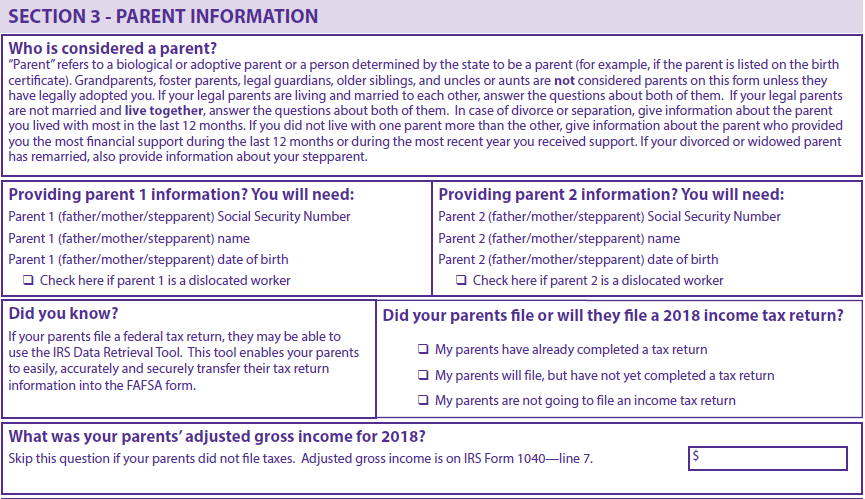 SECTION 3 - PARENT INFORMATION
Who is considered a parent?
“Parent” refers to a biological or adoptive parent or a person determined by the state to be a parent (for example, if the parent is listed on the birth
certificate). Grandparents, foster parents, legal guardians, older siblings, and uncles or aunts are not considered parents on this form unless they
have legally adopted you. If your legal parents are living and married to each other, answer the questions about both of them.  If your legal parents
are not married and live together, answer the questions about both of them.  In case of divorce or separation, give information about the parent
you lived with most in the last 12 months. If you did not live with one parent more than the other, give information about the parent who provided
you the most financial support during the last 12 months or during the most recent year you received support. If your divorced or widowed parent
has remarried, also provide information about your stepparent.
Providing parent 1 information? You will need:
Parent 1 (father/mother/stepparent) Social Security Number
Parent 1 (father/mother/stepparent) name
Parent 1 (father/mother/stepparent) date of birth
❑ Check here if parent 1 is a dislocated worker
Providing parent 2 information? You will need:
Parent 2 (father/mother/stepparent) Social Security Number
Parent 2 (father/mother/stepparent) name
Parent 2 (father/mother/stepparent) date of birth
❑ Check here if parent 2 is a dislocated worker
Did you know?
If your parents file a federal tax return, they may be able to
use the IRS Data Retrieval Tool.  This tool enables your parents
to easily, accurately and securely transfer their tax return
information into the FAFSA form.
Did your parents file or will they file a 2018 income tax return?
❑ My parents have already completed a tax return
❑ My parents will file, but have not yet completed a tax return
❑ My parents are not going to file an income tax return
What was your parents’ adjusted gross income for 2018?
Skip this question if your parents did not file taxes.  Adjusted gross income is on IRS Form 1040—line 7.
$